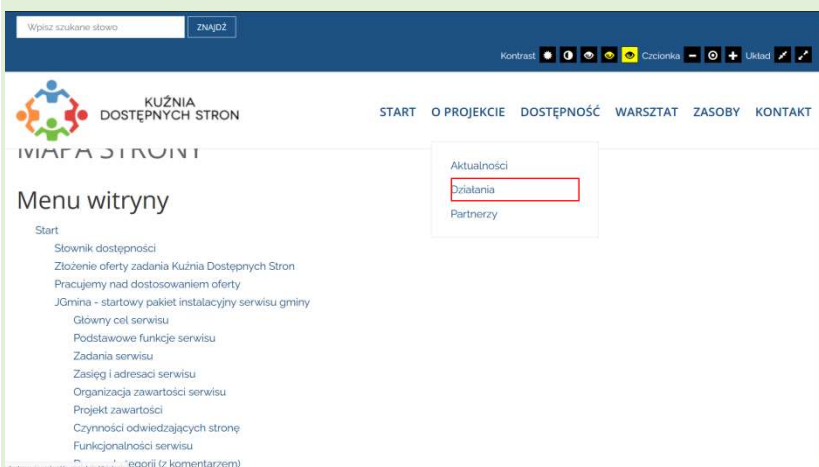 Wpisz szukane słowo ZNAJDŹ
Kontrast Czcionka Układ
KUŹNIA
DOSTĘPNYCH STRON
START O PROJEKCIE DOSTĘPNOŚĆ WARSZTAT ZASOBY KONTAKT
MAPA STRONY
Aktualności
Działania
Partnerzy
Menu witryny
Start
Słownik dostępności
Złożenie oferty zadania Kuźnia Dostępnych Stron
Pracujemy nad dostosowaniem oferty
JGmina - startowy pakiet instalacyjny serwisu gminy
Główny cel serwisu
Podstawowe funkcje serwisu
Zadania serwisu
Zasięg i adresaci serwisu
Organizacja zawartości serwisu
Projekt zawartości
Czynności odwiedzających stronę
Funkcjonalności serwisu
(z komentarzem)